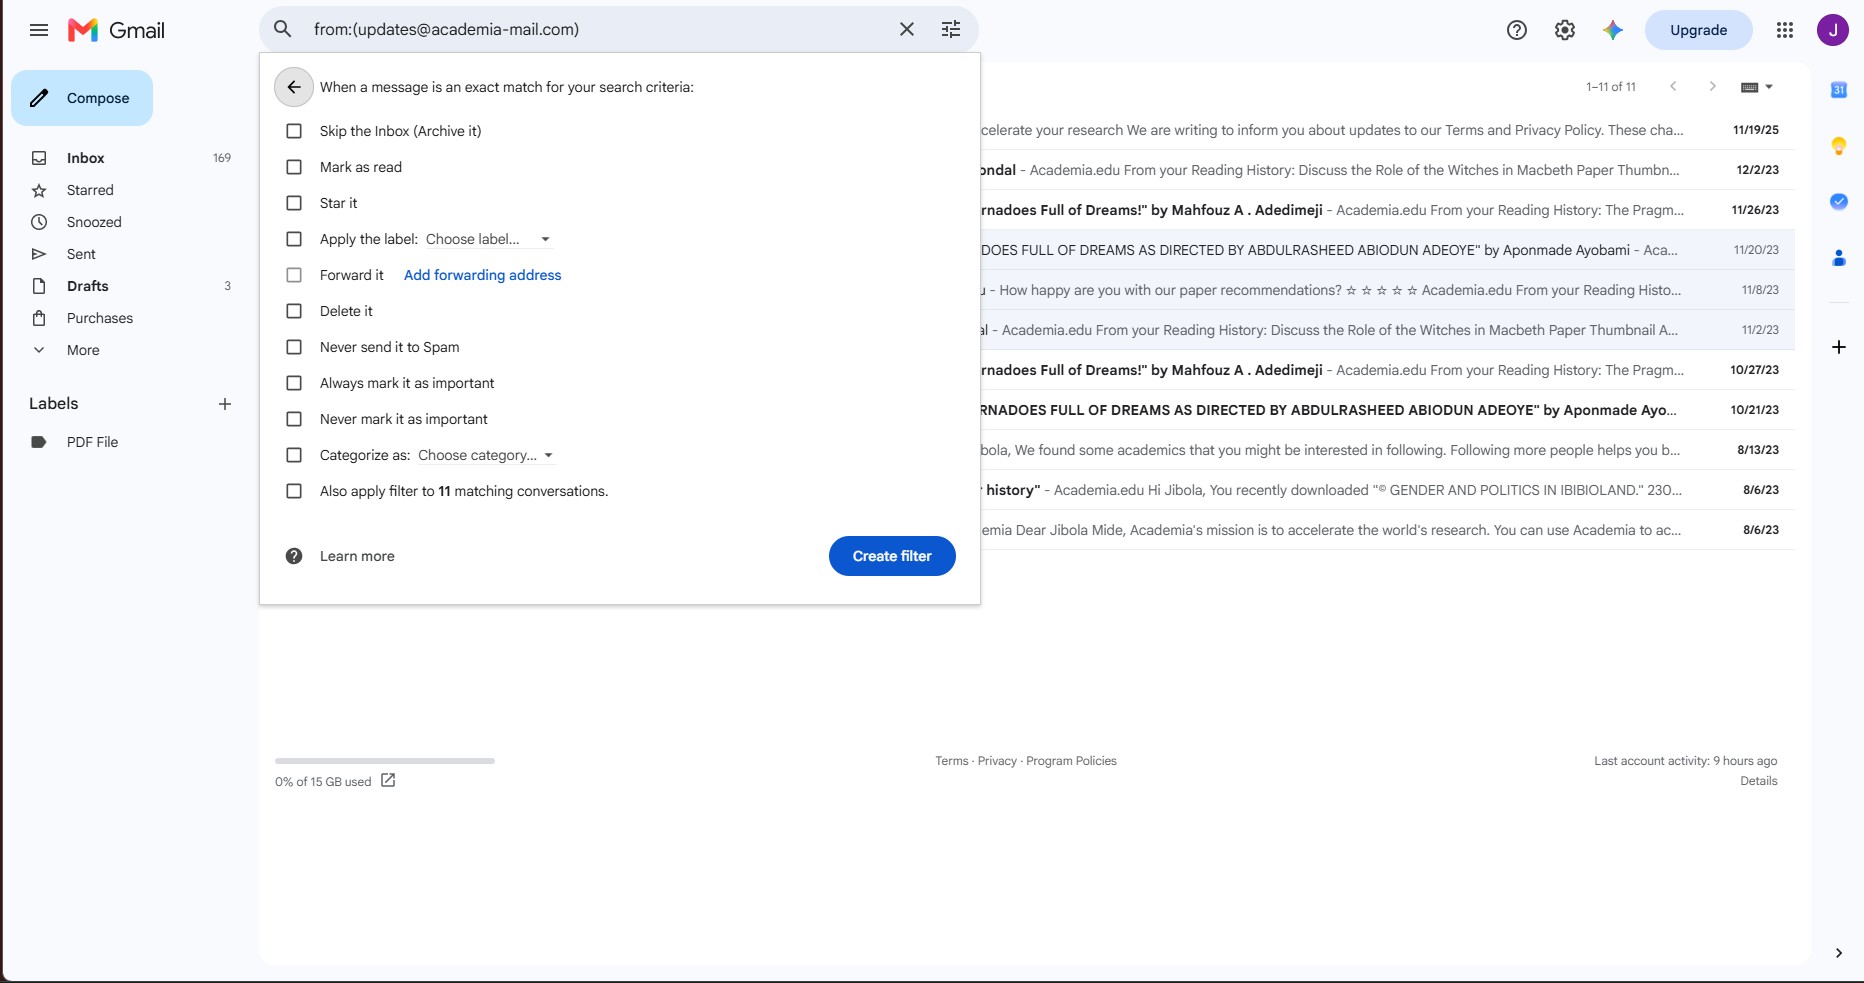 Gmail
from:(updates@academia-mail.com)
Upgrade
J
Compose
Inbox 169
Starred
Snoozed
Sent
Drafts 3
Purchases
More
Labels
PDF File
When a message is an exact match for your search criteria:
Skip the Inbox (Archive it)
Mark as read
Star it
Apply the label: Choose label...
Forward it Add forwarding address
Delete it
Never send it to Spam
Always mark it as important
Never mark it as important
Categorize as: Choose category...
Also apply filter to 11 matching conversations.
Learn more
Create filter
1–11 of 11
celerate your research We are writing to inform you about updates to our Terms and Privacy Policy. These cha... 11/19/25
ondal - Academia.edu From your Reading History: Discuss the Role of the Witches in Macbeth Paper Thumbn... 12/2/23
rnadoes Full of Dreams!" by Mahfouz A . Adedimeji - Academia.edu From your Reading History: The Pragm... 11/26/23
DOES FULL OF DREAMS AS DIRECTED BY ABDULRASHEED ABIODUN ADEOYE" by Aponmade Ayobami - Aca... 11/20/23
u - How happy are you with our paper recommendations? ☆ ☆ ☆ ☆ ☆ Academia.edu From your Reading Histo... 11/8/23
al - Academia.edu From your Reading History: Discuss the Role of the Witches in Macbeth Paper Thumbnail A... 11/2/23
rnadoes Full of Dreams!" by Mahfouz A . Adedimeji - Academia.edu From your Reading History: The Pragm... 10/27/23
RNADOES FULL OF DREAMS AS DIRECTED BY ABDULRASHEED ABIODUN ADEOYE" by Aponmade Ayo... 10/21/23
bola, We found some academics that you might be interested in following. Following more people helps you b... 8/13/23
r history" - Academia.edu Hi Jibola, You recently downloaded "© GENDER AND POLITICS IN IBIBIOLAND." 230... 8/6/23
emia Dear Jibola Mide, Academia's mission is to accelerate the world's research. You can use Academia to ac... 8/6/23
31
0% of 15 GB used
Terms · Privacy · Program Policies
Last account activity: 9 hours ago
Details